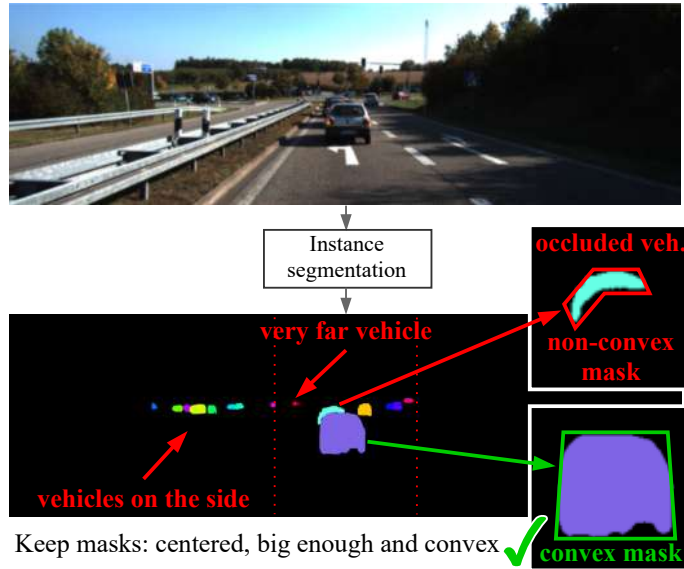 Instance
segmentation
occluded veh.
non-convex
mask
very far vehicle
vehicles on the side
Keep masks: centered, big enough and convex
convex mask